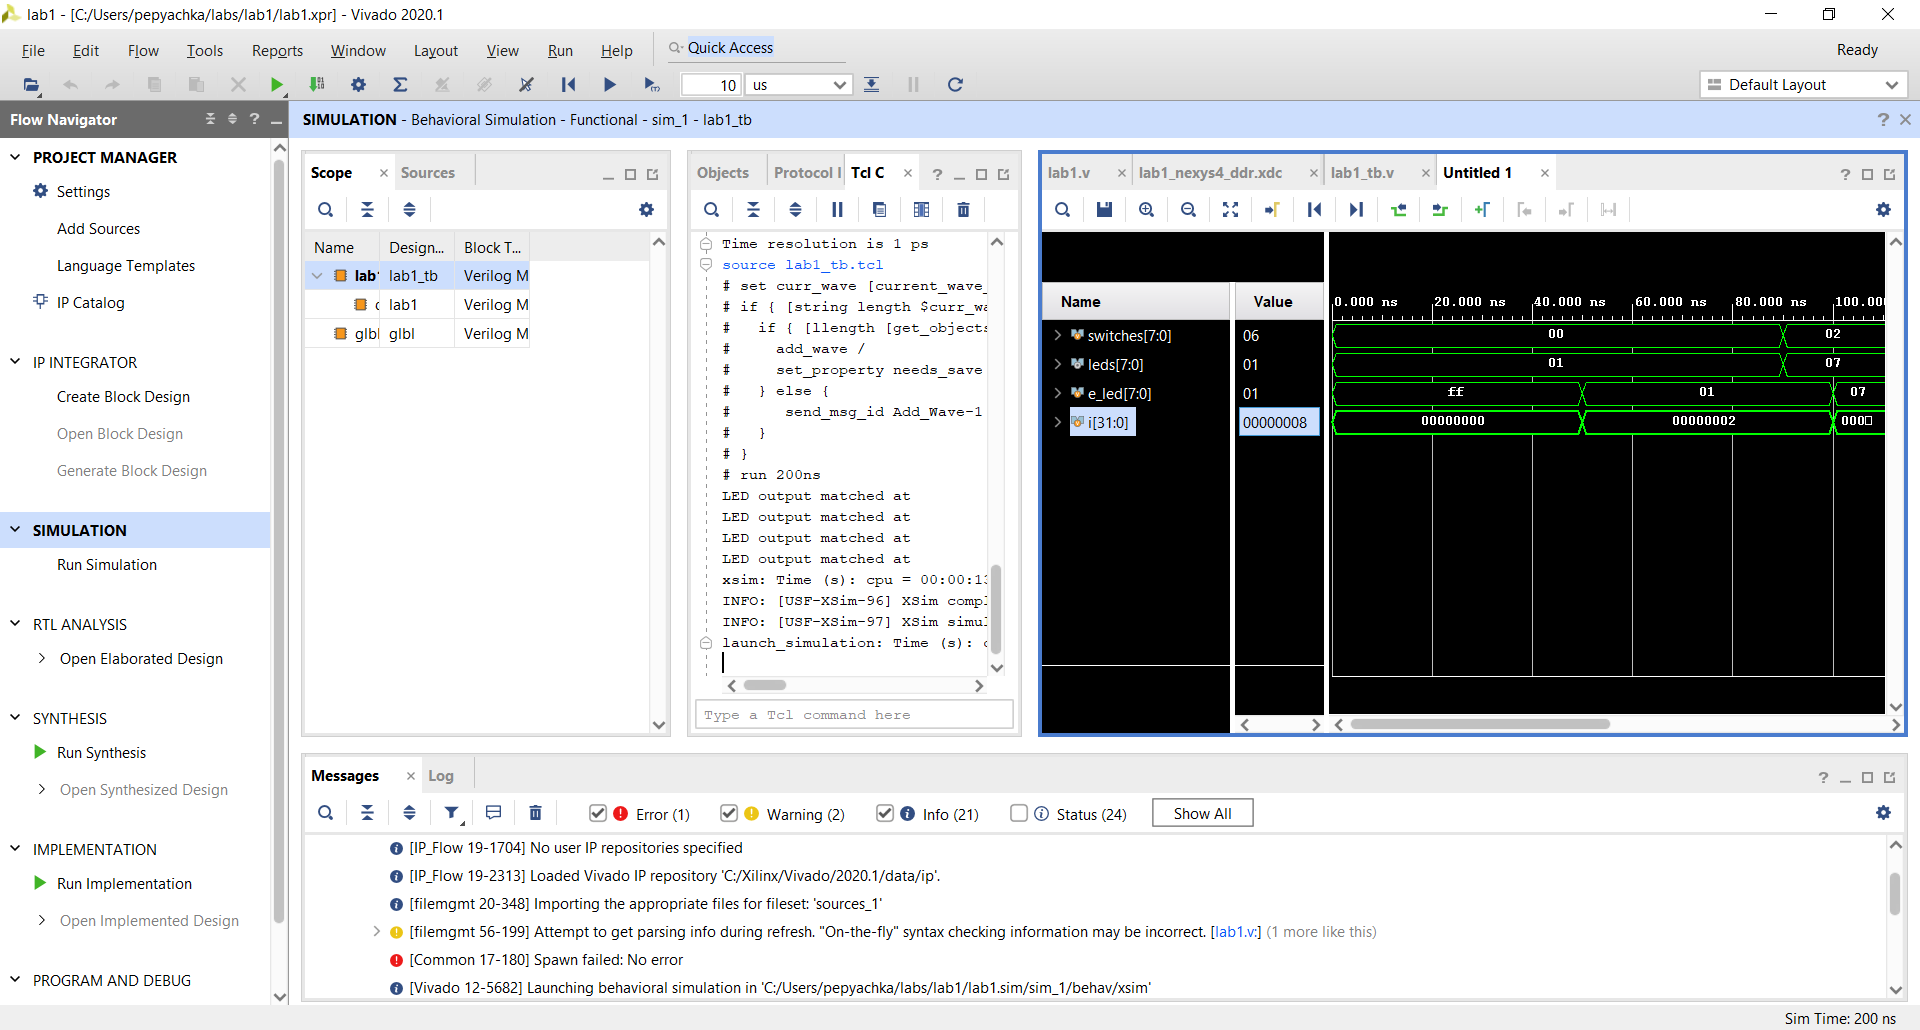 lab1 - [C:/Users/pepyachka/labs/lab1/lab1.xpr] - Vivado 2020.1
File Edit Flow Tools Reports Window Layout View Run Help Quick Access Ready
10 us Default Layout
Flow Navigator
SIMULATION - Behavioral Simulation - Functional - sim_1 - lab1_tb
PROJECT MANAGER
Settings
Add Sources
Language Templates
IP Catalog
IP INTEGRATOR
Create Block Design
Open Block Design
Generate Block Design
SIMULATION
Run Simulation
RTL ANALYSIS
Open Elaborated Design
SYNTHESIS
Run Synthesis
Open Synthesized Design
IMPLEMENTATION
Run Implementation
Open Implemented Design
PROGRAM AND DEBUG
Scope Sources
Name Design... Block T...
lab1 lab1_tb Verilog M
lab1 Verilog M
glbl glbl Verilog M
Objects Protocol I Tcl C
Time resolution is 1 ps
source lab1_tb.tcl
# set curr_wave [current_wave_
# if { [string length $curr_wa
# if { [llength [get_objects
# add_wave /
# set_property needs_save
# } else {
# send_msg_id Add_Wave-1
# }
# }
# run 200ns
LED output matched at
LED output matched at
LED output matched at
LED output matched at
xsim: Time (s): cpu = 00:00:13
INFO: [USF-XSim-96] XSim compl
INFO: [USF-XSim-97] XSim simul
launch_simulation: Time (s): c
Type a Tcl command here
lab1.v lab1_nexys4_ddr.xdc lab1_tb.v Untitled 1
Name Value 0.000 ns 20.000 ns 40.000 ns 60.000 ns 80.000 ns 100.00
switches[7:0] 06 00 02
leds[7:0] 01 01 07
e_led[7:0] 01 ff 01 07
i[31:0] 00000008 00000000 00000002 000
Messages Log
Error (1) Warning (2) Info (21) Status (24) Show All
[IP_Flow 19-1704] No user IP repositories specified
[IP_Flow 19-2313] Loaded Vivado IP repository 'C:/Xilinx/Vivado/2020.1/data/ip'.
[filemgmt 20-348] Importing the appropriate files for fileset: 'sources_1'
[filemgmt 56-199] Attempt to get parsing info during refresh. "On-the-fly" syntax checking information may be incorrect. [lab1.v:] (1 more like this)
[Common 17-180] Spawn failed: No error
[Vivado 12-5682] Launching behavioral simulation in 'C:/Users/pepyachka/labs/lab1/lab1.sim/sim_1/behav/xsim'
Sim Time: 200 ns